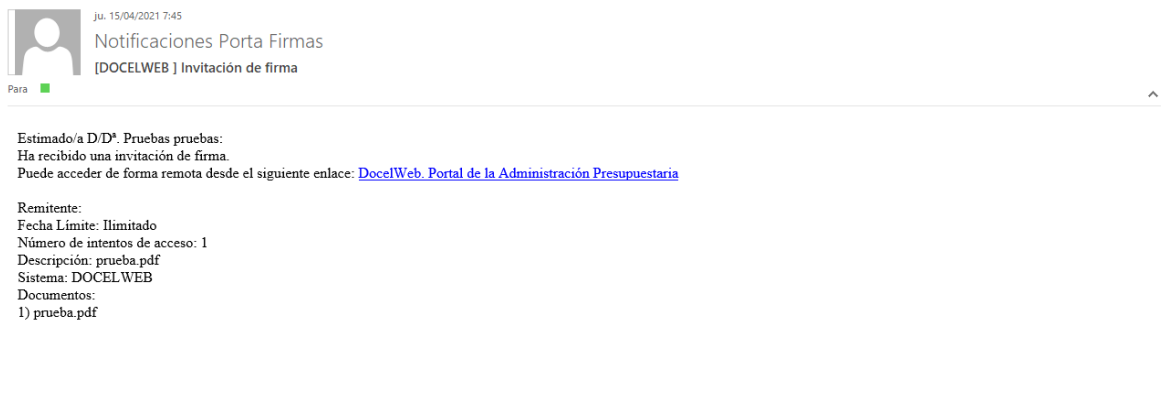 ju. 15/04/2021 7:45
Notificaciones Porta Firmas
[DOCELWEB ] Invitación de firma
Para
Estimado/a D/Dª. Pruebas pruebas:
Ha recibido una invitación de firma.
Puede acceder de forma remota desde el siguiente enlace: DocelWeb. Portal de la Administración Presupuestaria
Remitente:
Fecha Límite: Ilimitado
Número de intentos de acceso: 1
Descripción: prueba.pdf
Sistema: DOCELWEB
Documentos:
1) prueba.pdf